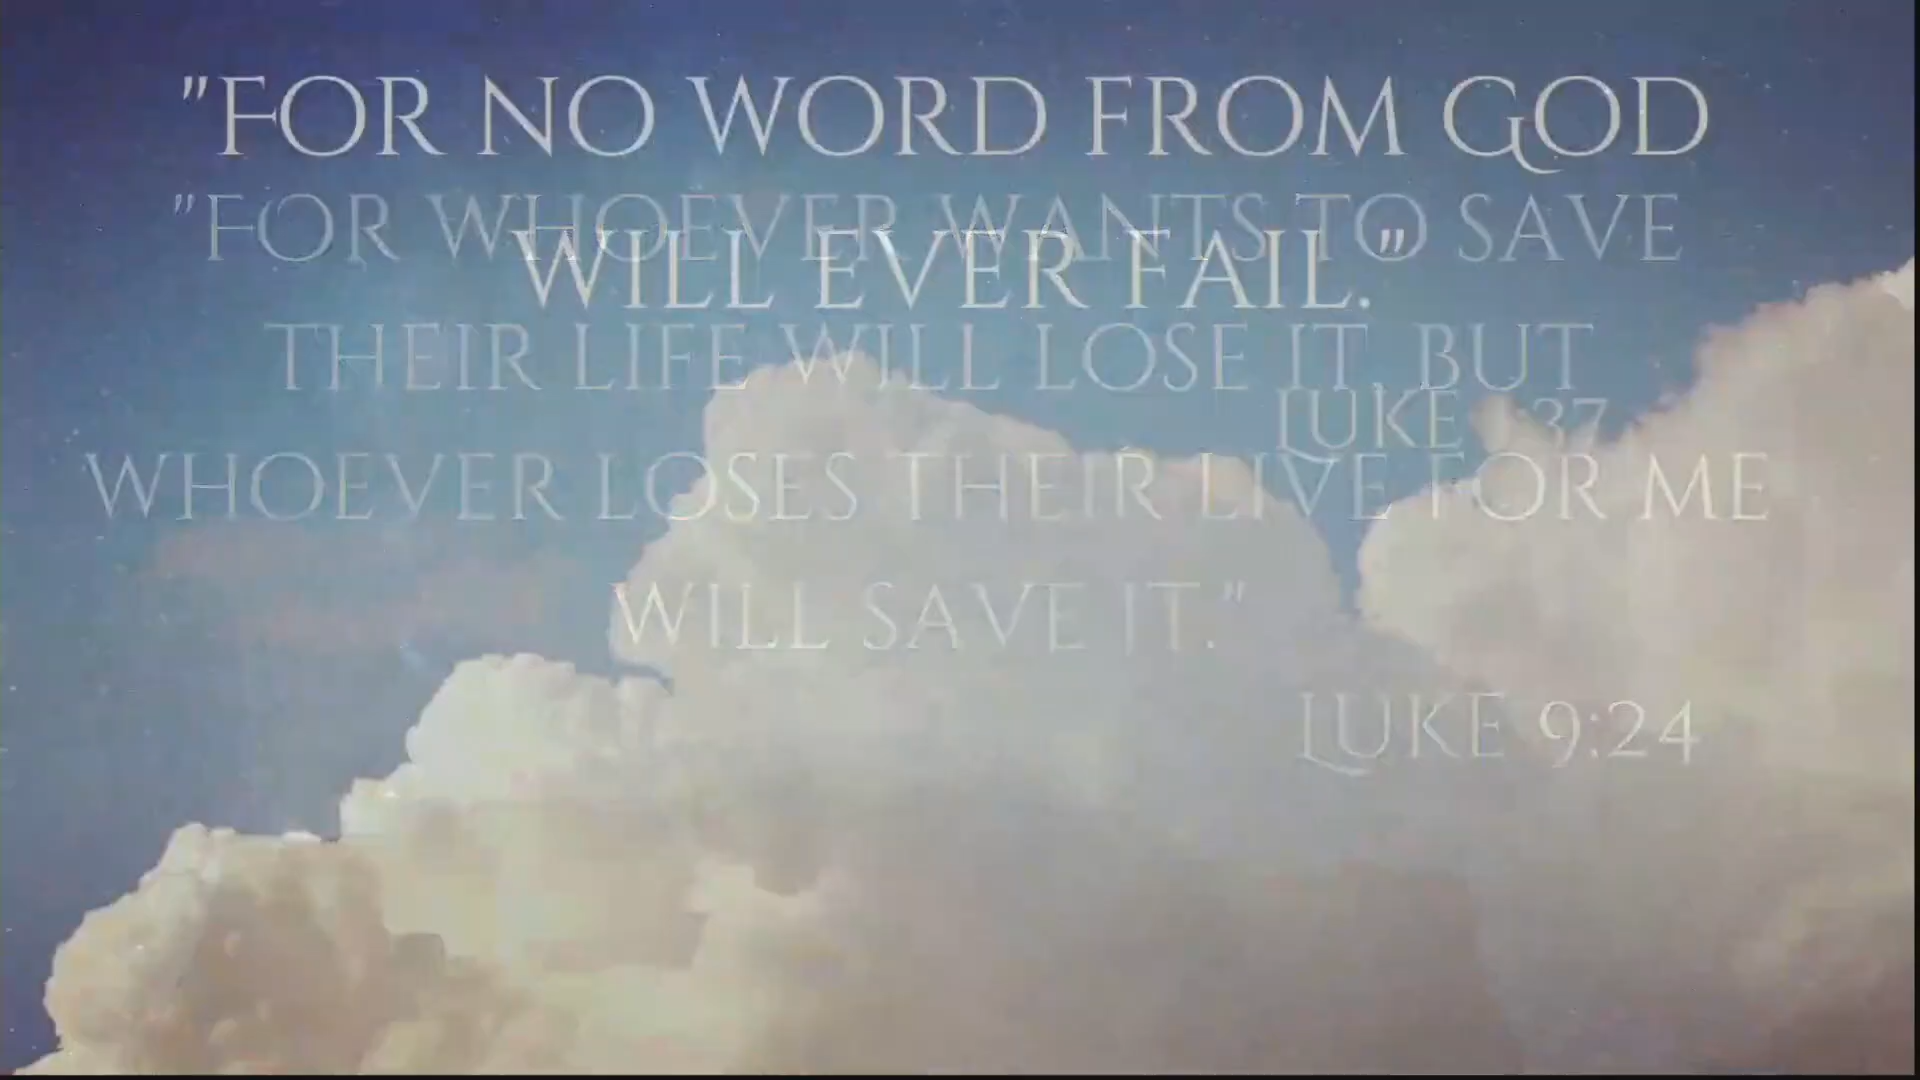 "For no word from God
will ever fail."
Luke 37
"For whoever wants to save
their life will lose it, but
whoever loses their live for me
will save it."
Luke 9:24